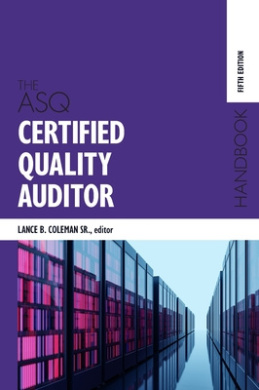 THE
ASQ
CERTIFIED
QUALITY
AUDITOR
HANDBOOK
FIFTH EDITION
LANCE B. COLEMAN SR., editor